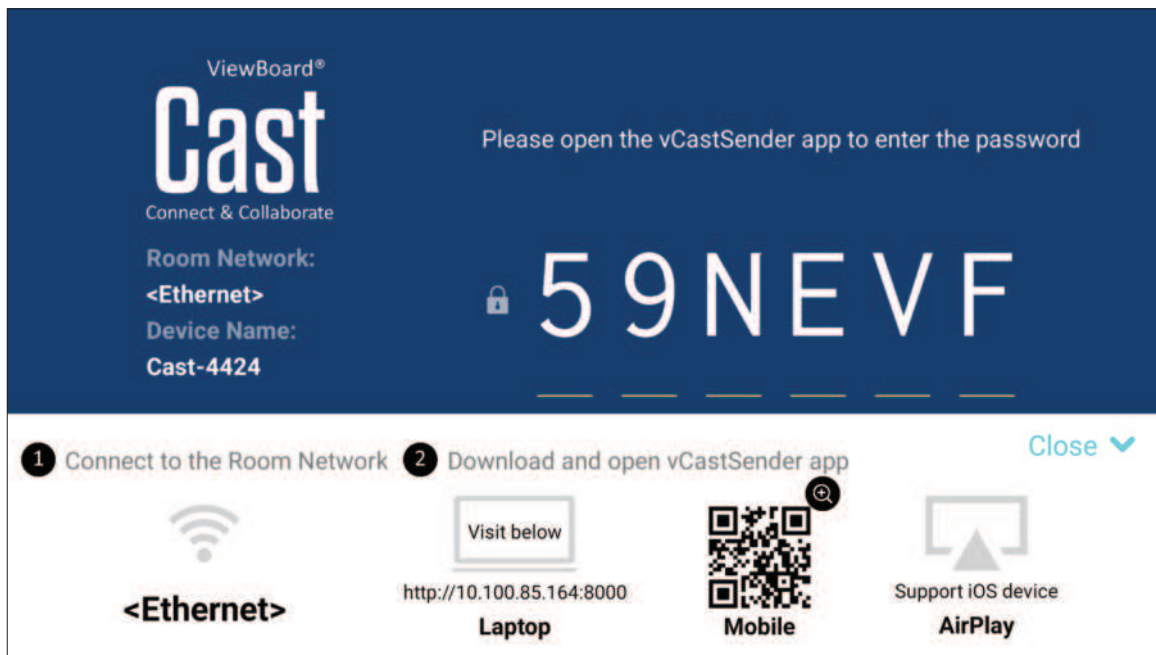 ViewBoard®
Cast
Connect & Collaborate
Room Network:
<Ethernet>
Device Name:
Cast-4424
Please open the vCastSender app to enter the password
59NEVF
1 Connect to the Room Network
2 Download and open vCastSender app
Close
<Ethernet>
Visit below
http://10.100.85.164:8000
Laptop
Mobile
Support iOS device
AirPlay